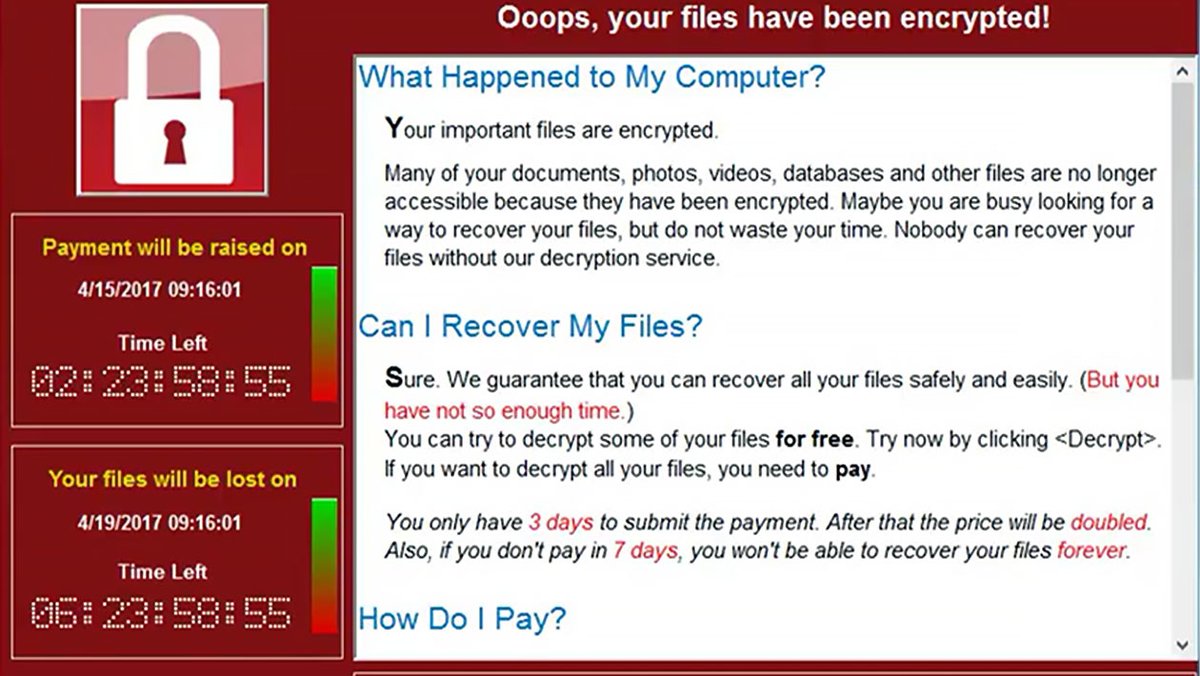 Ooops, your files have been encrypted!
Payment will be raised on
4/15/2017 09:16:01
Time Left
02:23:58:55
Your files will be lost on
4/19/2017 09:16:01
Time Left
06:23:58:55
What Happened to My Computer?
Your important files are encrypted.
Many of your documents, photos, videos, databases and other files are no longer
accessible because they have been encrypted. Maybe you are busy looking for a
way to recover your files, but do not waste your time. Nobody can recover your
files without our decryption service.
Can I Recover My Files?
Sure. We guarantee that you can recover all your files safely and easily. (But you
have not so enough time.)
You can try to decrypt some of your files for free. Try now by clicking <Decrypt>.
If you want to decrypt all your files, you need to pay.
You only have 3 days to submit the payment. After that the price will be doubled.
Also, if you don't pay in 7 days, you won't be able to recover your files forever.
How Do I Pay?